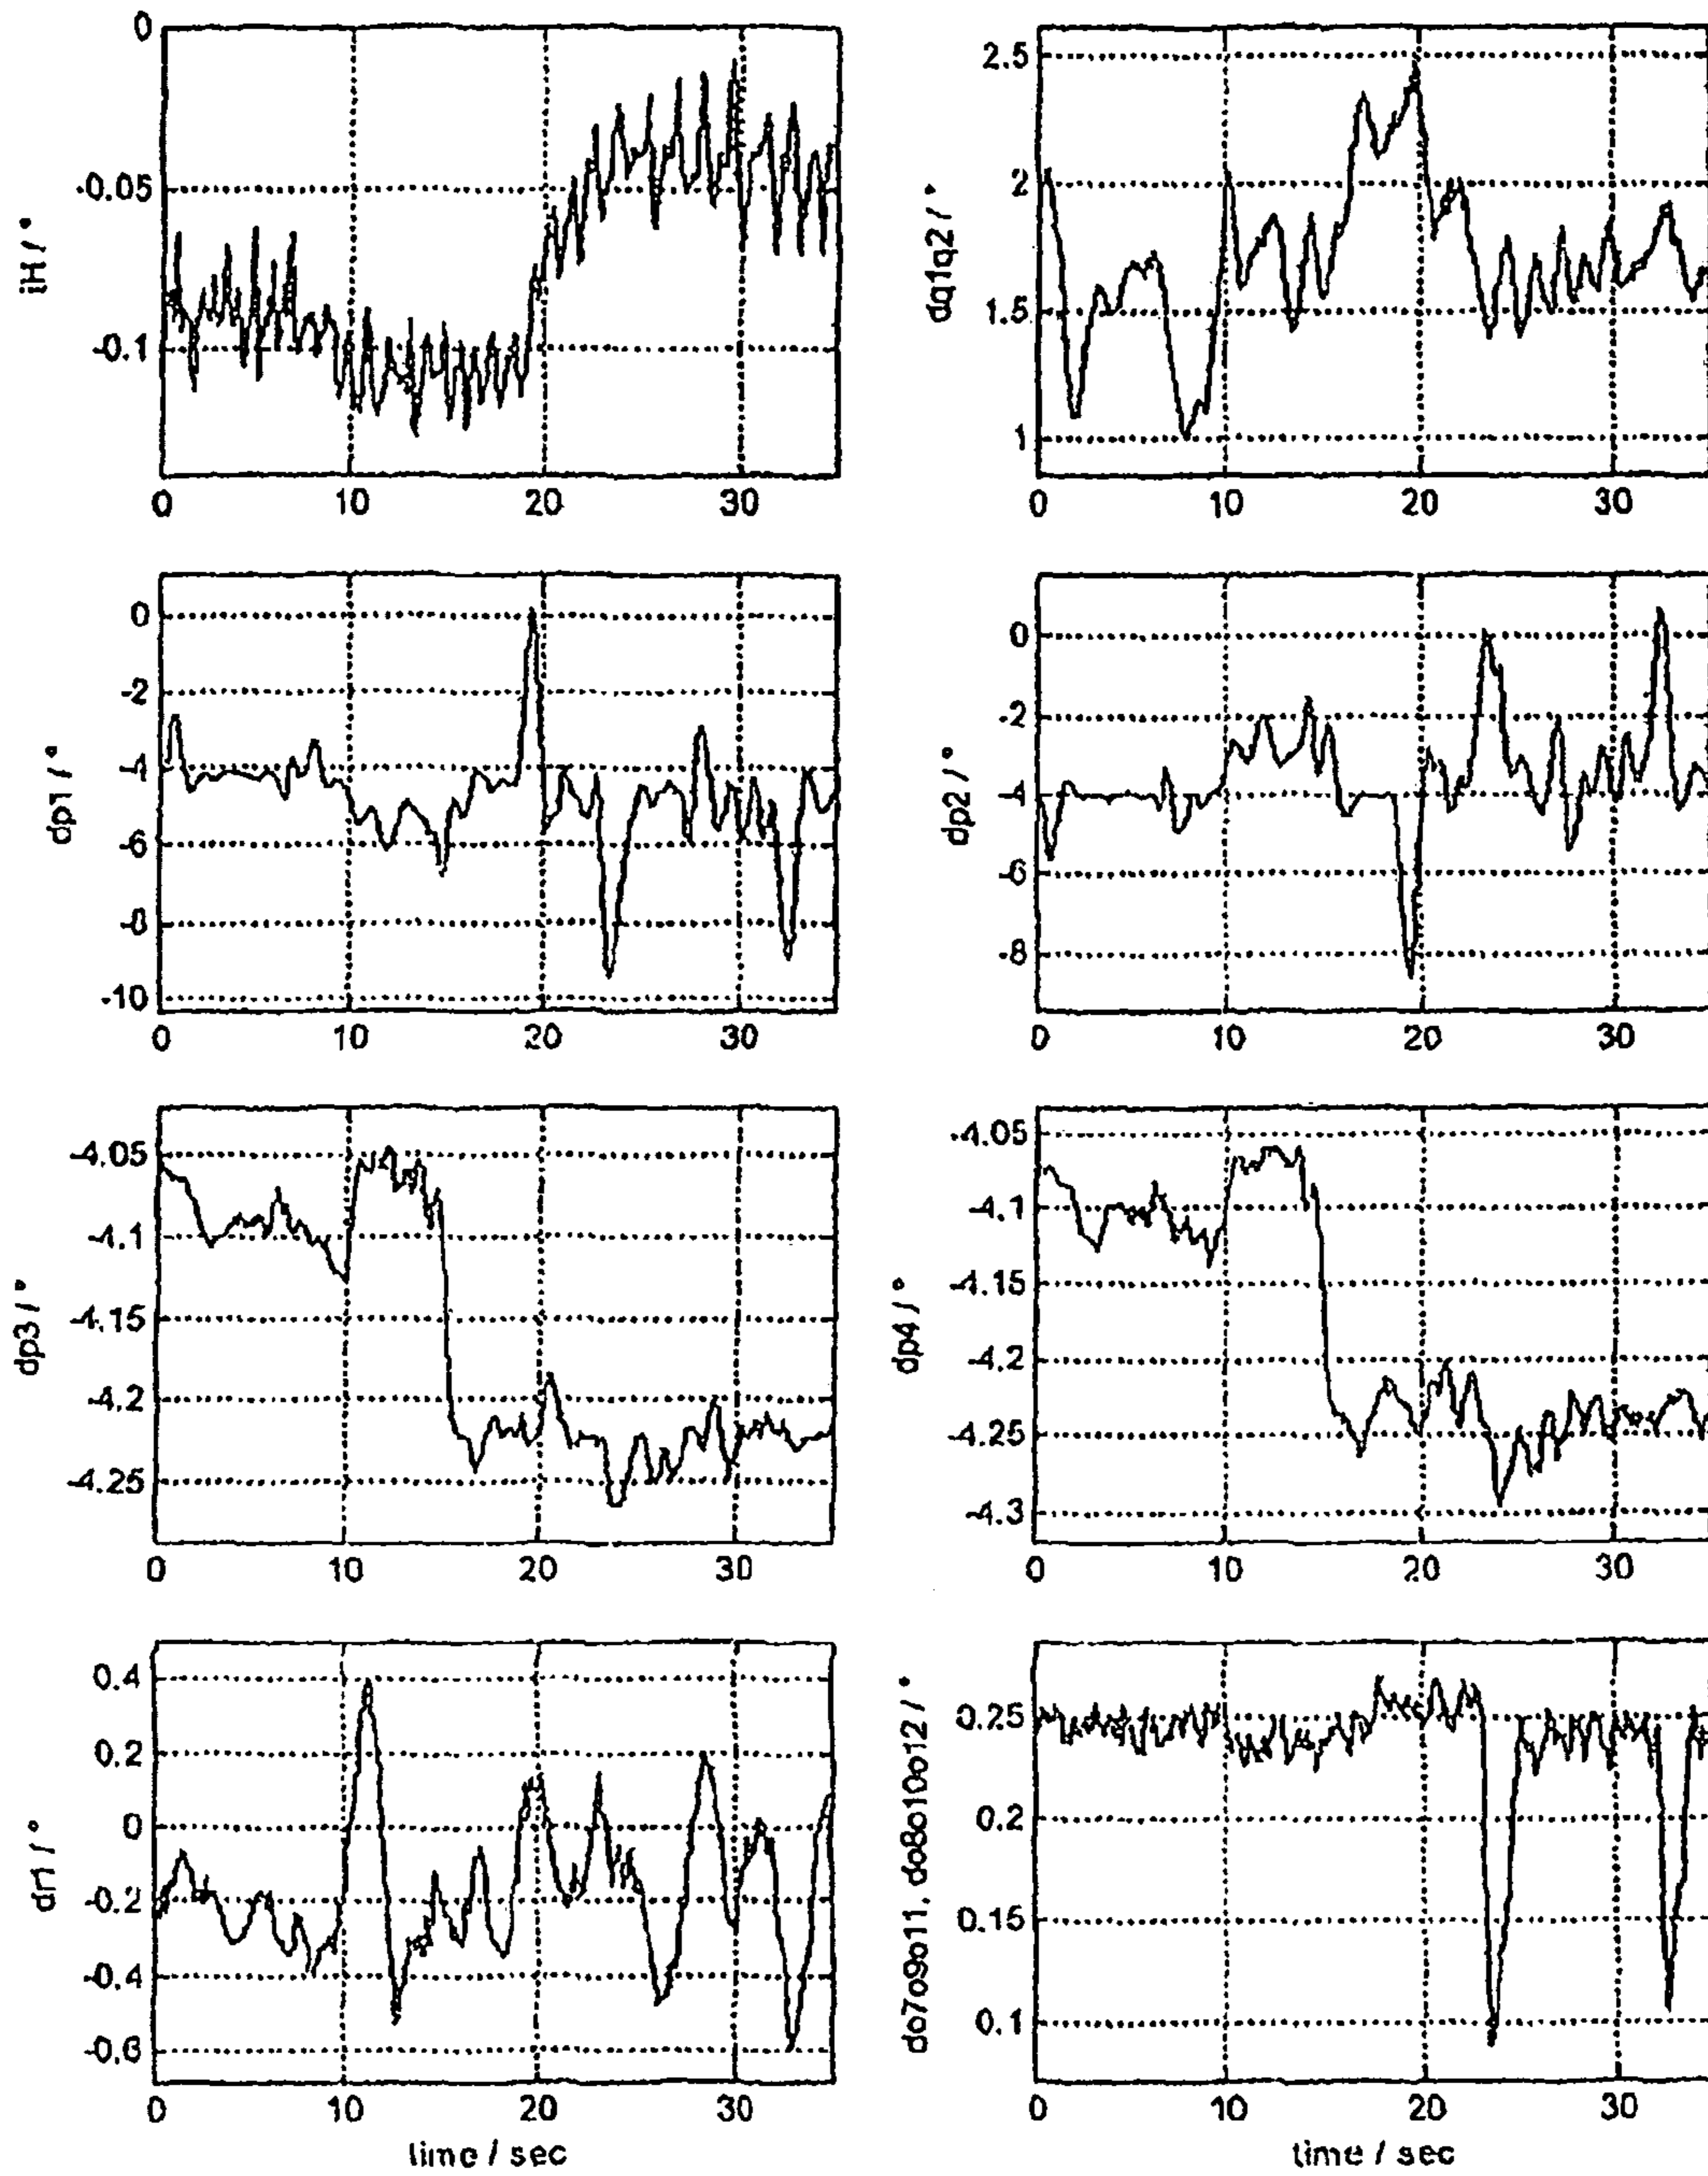 0
-0.05
-0.1
iH / °
0 10 20 30
2.5
2
1.5
1
dq1q2 / °
0 10 20 30
0
-2
-4
-6
-8
-10
dp1 / °
0 10 20 30
0
-2
-4
-6
-8
dp2 / °
0 10 20 30
-4.05
-4.1
-4.15
-4.2
-4.25
dp3 / °
0 10 20 30
-4.05
-4.1
-4.15
-4.2
-4.25
-4.3
dp4 / °
0 10 20 30
0.4
0.2
0
-0.2
-0.4
-0.6
dr1 / °
0 10 20 30
time / sec
0.25
0.2
0.15
0.1
do7o9o11, do8o10o12 / °
0 10 20 30
time / sec